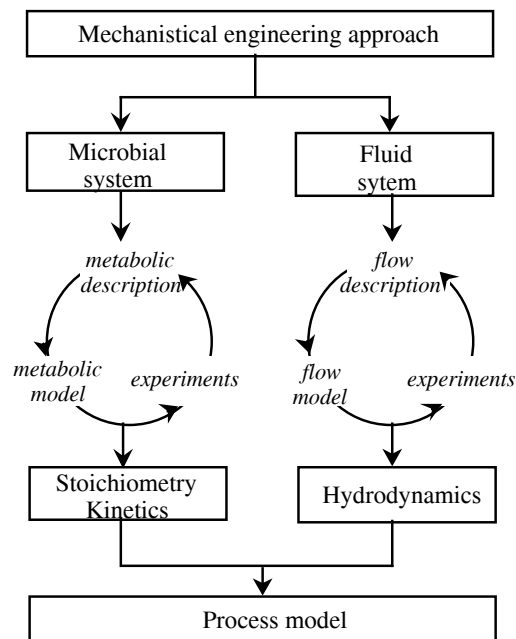 Mechanistical engineering approach
Microbial
system
Fluid
sytem
metabolic
description
flow
description
metabolic
model
experiments
flow
model
experiments
Stoichiometry
Kinetics
Hydrodynamics
Process model